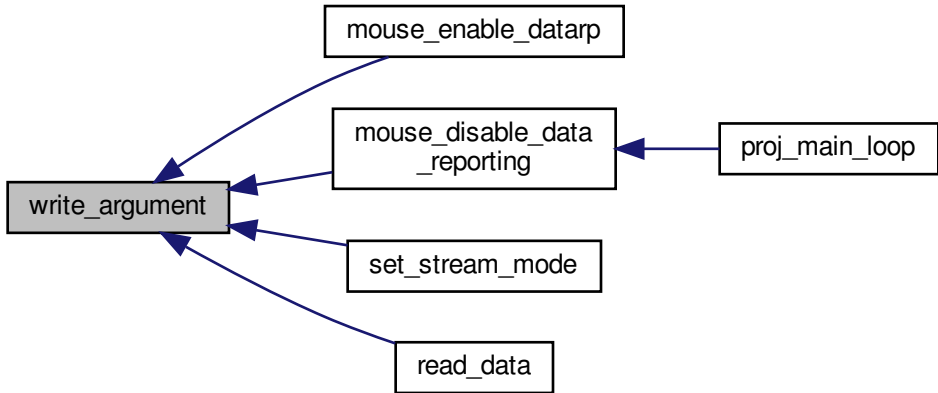 mouse_enable_datarp
mouse_disable_data
_reporting
proj_main_loop
write_argument
set_stream_mode
read_data